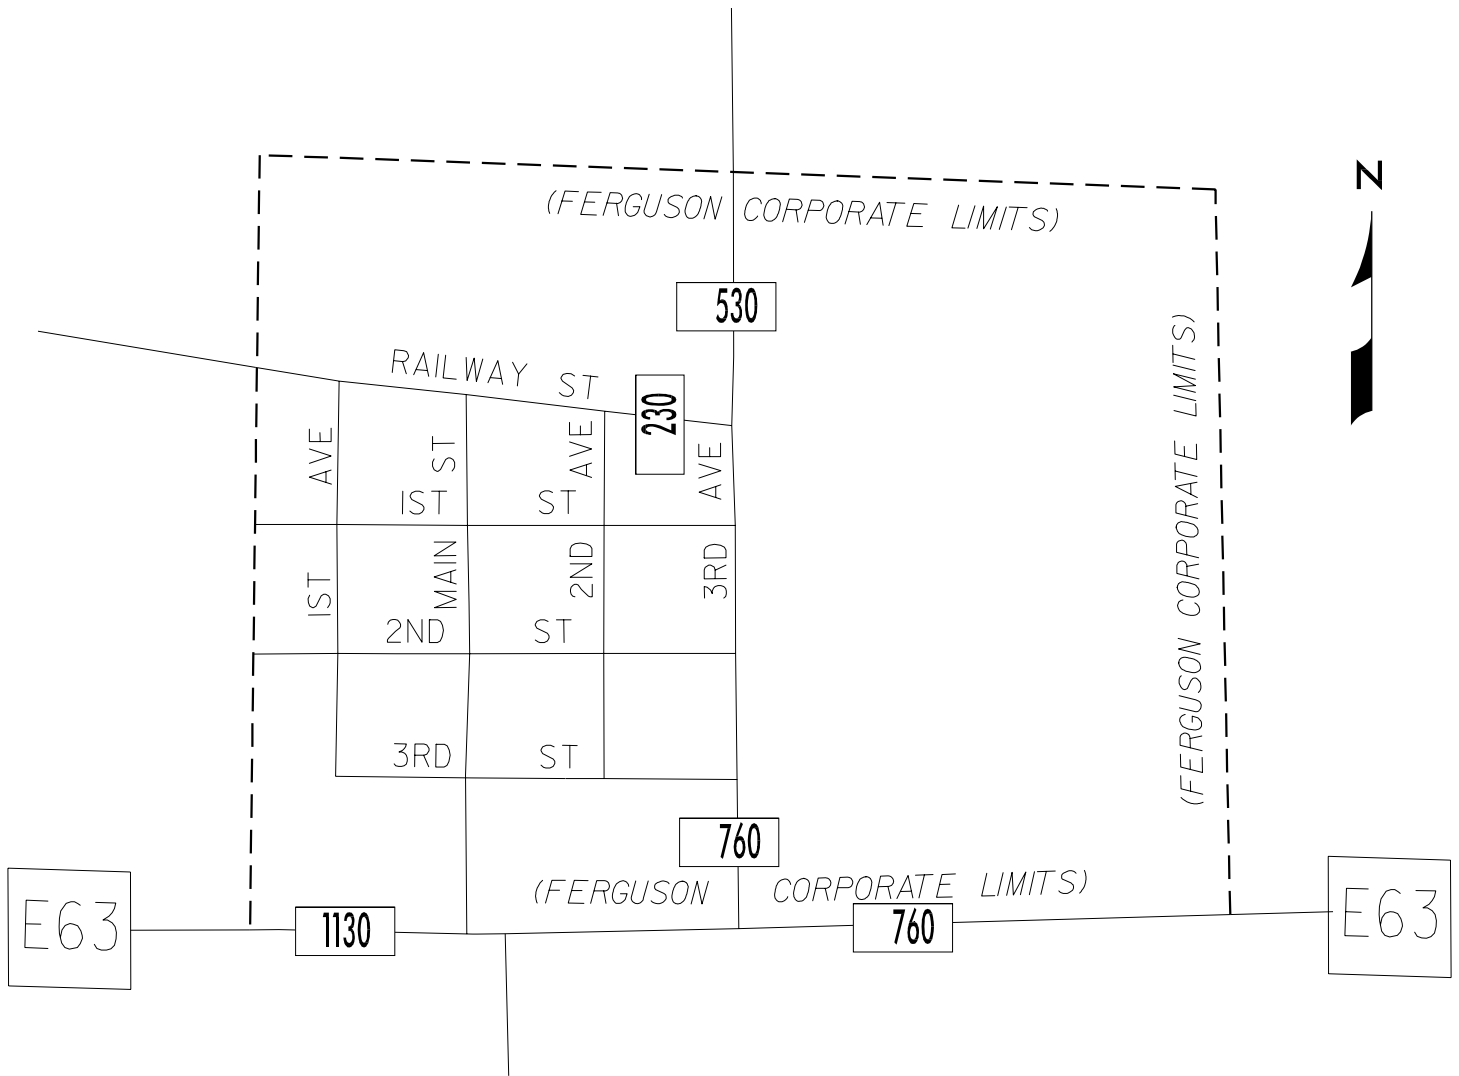 N
(FERGUSON CORPORATE LIMITS)
530
RAILWAY ST
230
(FERGUSON CORPORATE LIMITS)
IST AVE
MAIN ST
2ND AVE
3RD AVE
IST ST
2ND ST
3RD ST
760
(FERGUSON CORPORATE LIMITS)
E63
1130
760
E63